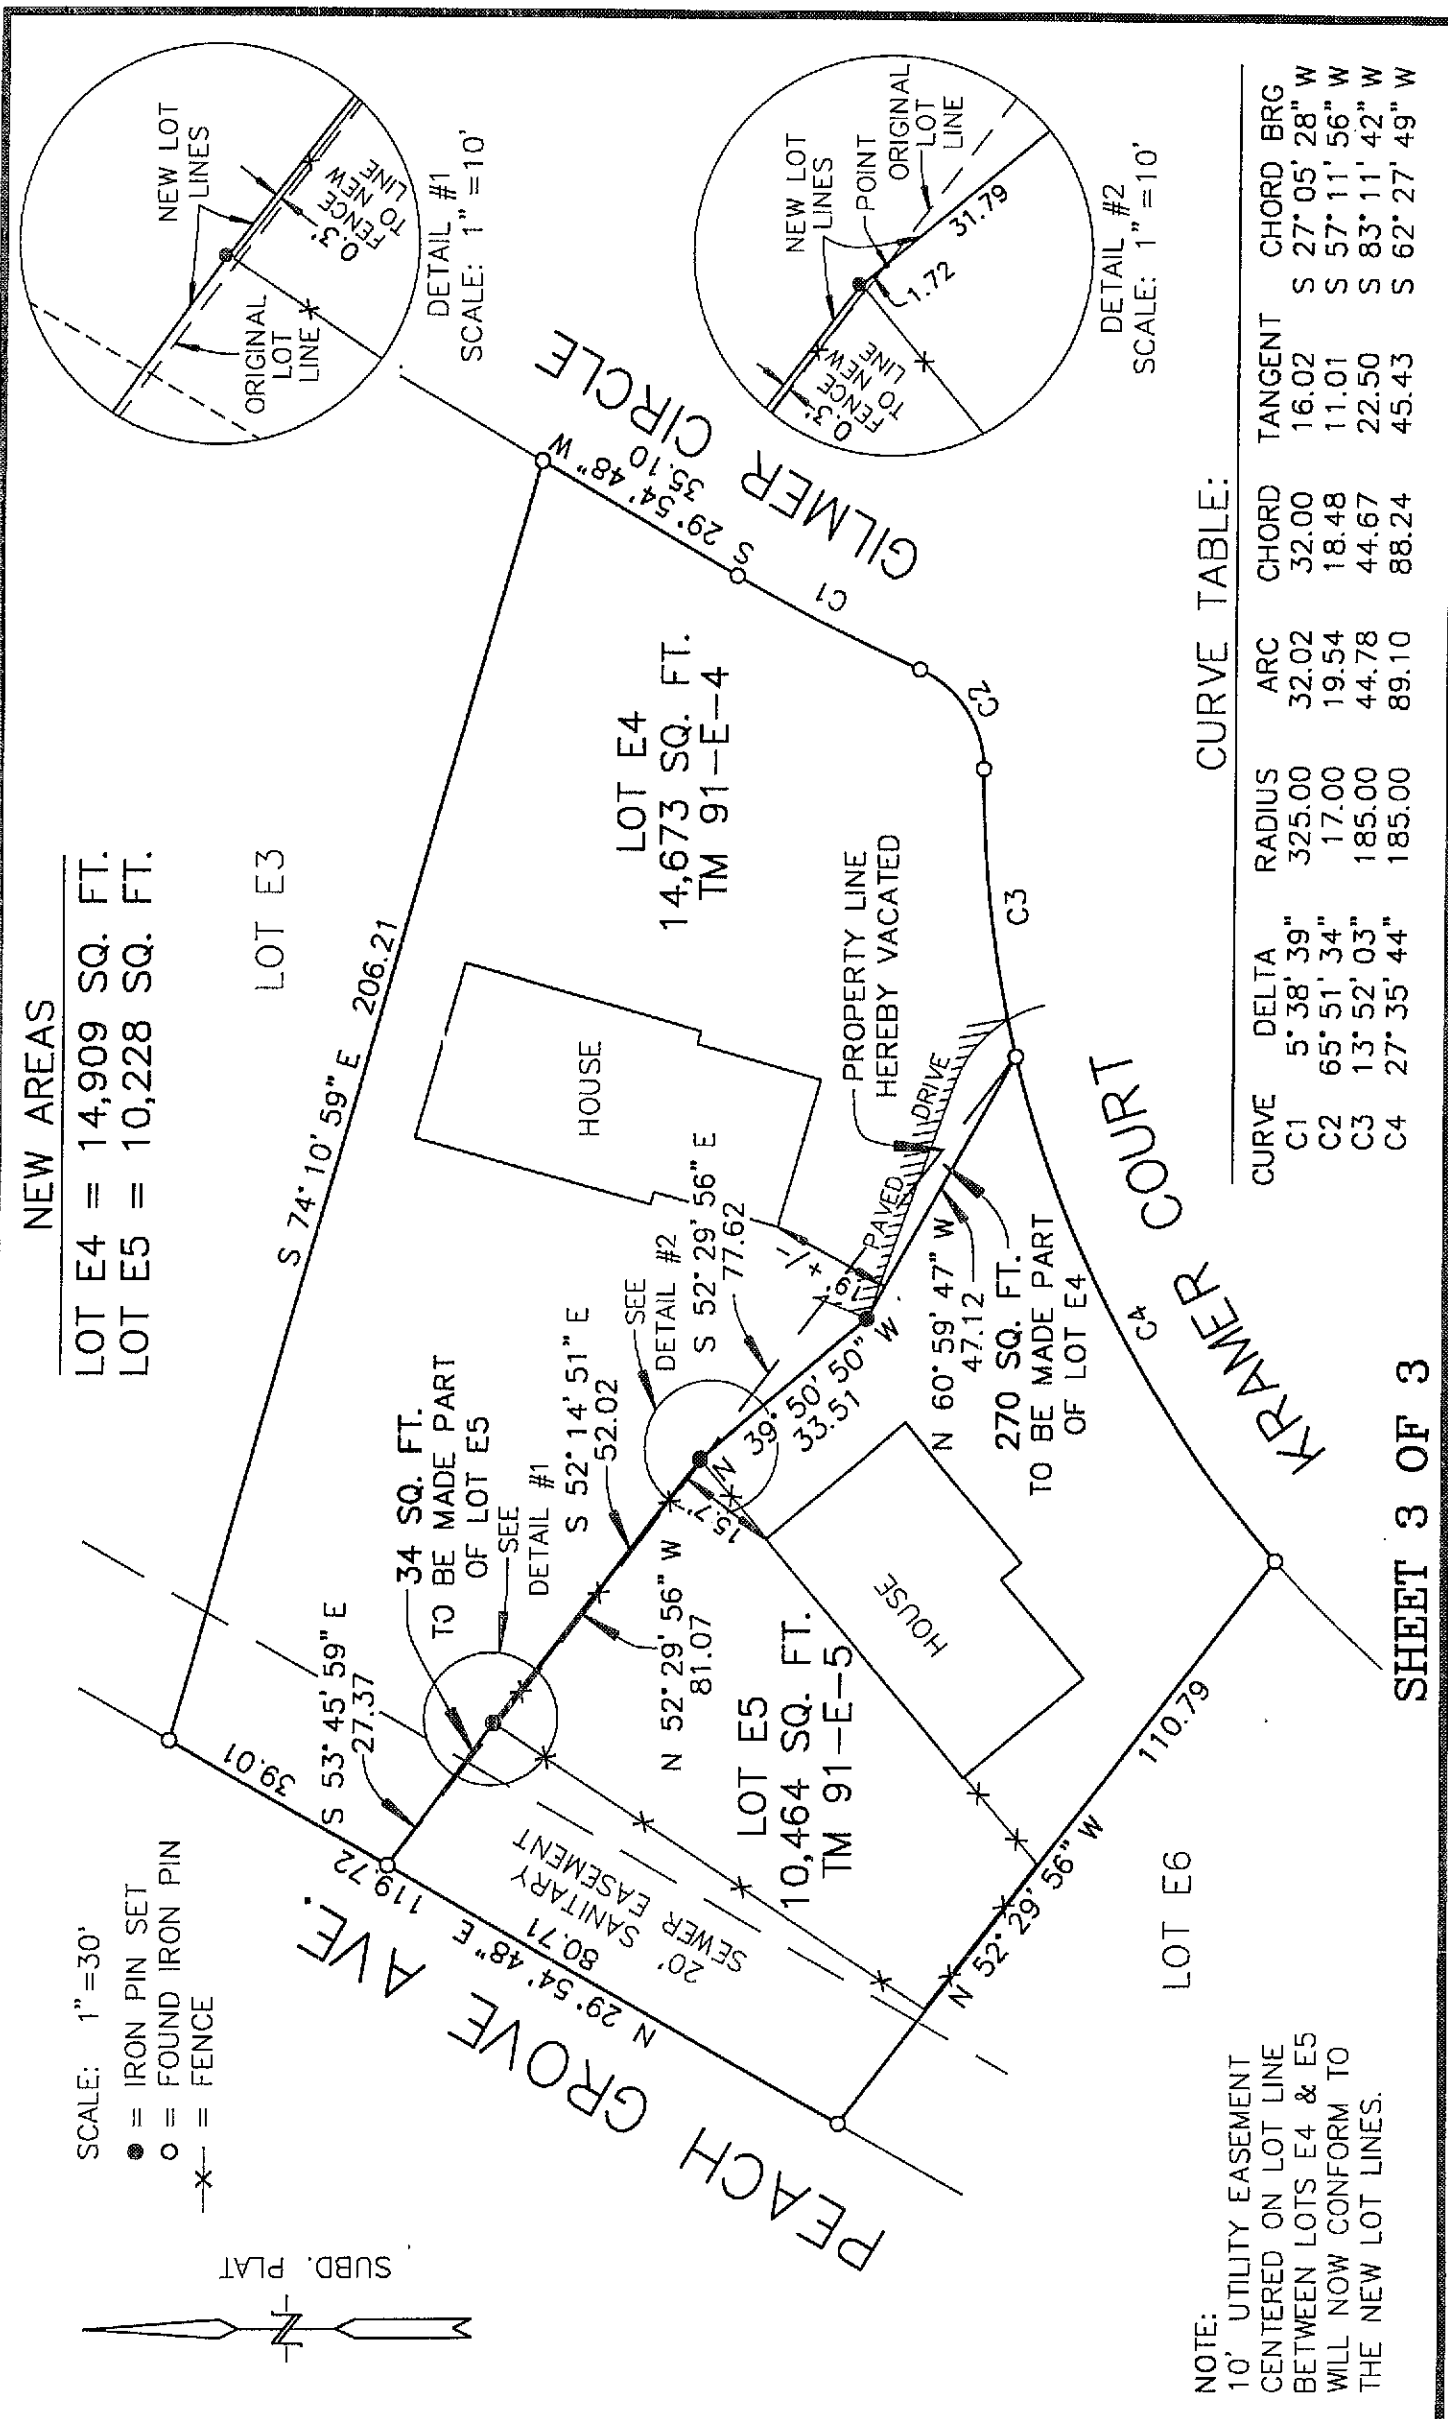 SCALE: 1"=30'
● = IRON PIN SET
○ = FOUND IRON PIN
—x— = FENCE
SUBD. PLAT
N
NEW AREAS
LOT E4 = 14,909 SQ. FT.
LOT E5 = 10,228 SQ. FT.
LOT E3
NEW LOT
LINES
ORIGINAL
LOT
LINE
0.3'
FENCE
TO NEW
LINE
DETAIL #1
SCALE: 1"=10'
S 74° 10' 59" E 206.21
39.01
119.72
N 29° 54' 48" E
80.71
PEACH GROVE AVE.
S 53° 45' 59" E
27.37
34 SQ. FT.
TO BE MADE PART
OF LOT E5
SEE
DETAIL #1
S 52° 14' 51" E
52.02
SEE
DETAIL #2
S 52° 29' 56" E
77.62
HOUSE
LOT E4
14,673 SQ. FT.
TM 91-E-4
S 29° 54' 48" W
35.10
GILMER CIRCLE
C1
C2
C3
C4
NEW LOT
LINES
POINT
ORIGINAL
LOT
LINE
0.3'
FENCE
TO NEW
LINE
1.72
31.79
DETAIL #2
SCALE: 1"=10'
20' SANITARY
SEWER EASEMENT
N 52° 29' 56" W
81.07
15.7'
N 39° 50' 50" W
33.51
19' +/-
PAVED DRIVE
PROPERTY LINE
HEREBY VACATED
LOT E5
10,464 SQ. FT.
TM 91-E-5
HOUSE
N 60° 59' 47" W
47.12
270 SQ. FT.
TO BE MADE PART
OF LOT E4
KRAMER COURT
N 52° 29' 56" W 110.79
LOT E6
NOTE:
10' UTILITY EASEMENT
CENTERED ON LOT LINE
BETWEEN LOTS E4 & E5
WILL NOW CONFORM TO
THE NEW LOT LINES.
CURVE TABLE:
CURVE DELTA RADIUS ARC CHORD TANGENT CHORD BRG
C1 5° 38' 39" 325.00 32.02 32.00 16.02 S 27° 05' 28" W
C2 65° 51' 34" 17.00 19.54 18.48 11.01 S 57° 11' 56" W
C3 13° 52' 03" 185.00 44.78 44.67 22.50 S 83° 11' 42" W
C4 27° 35' 44" 185.00 89.10 88.24 45.43 S 62° 27' 49" W
SHEET 3 OF 3